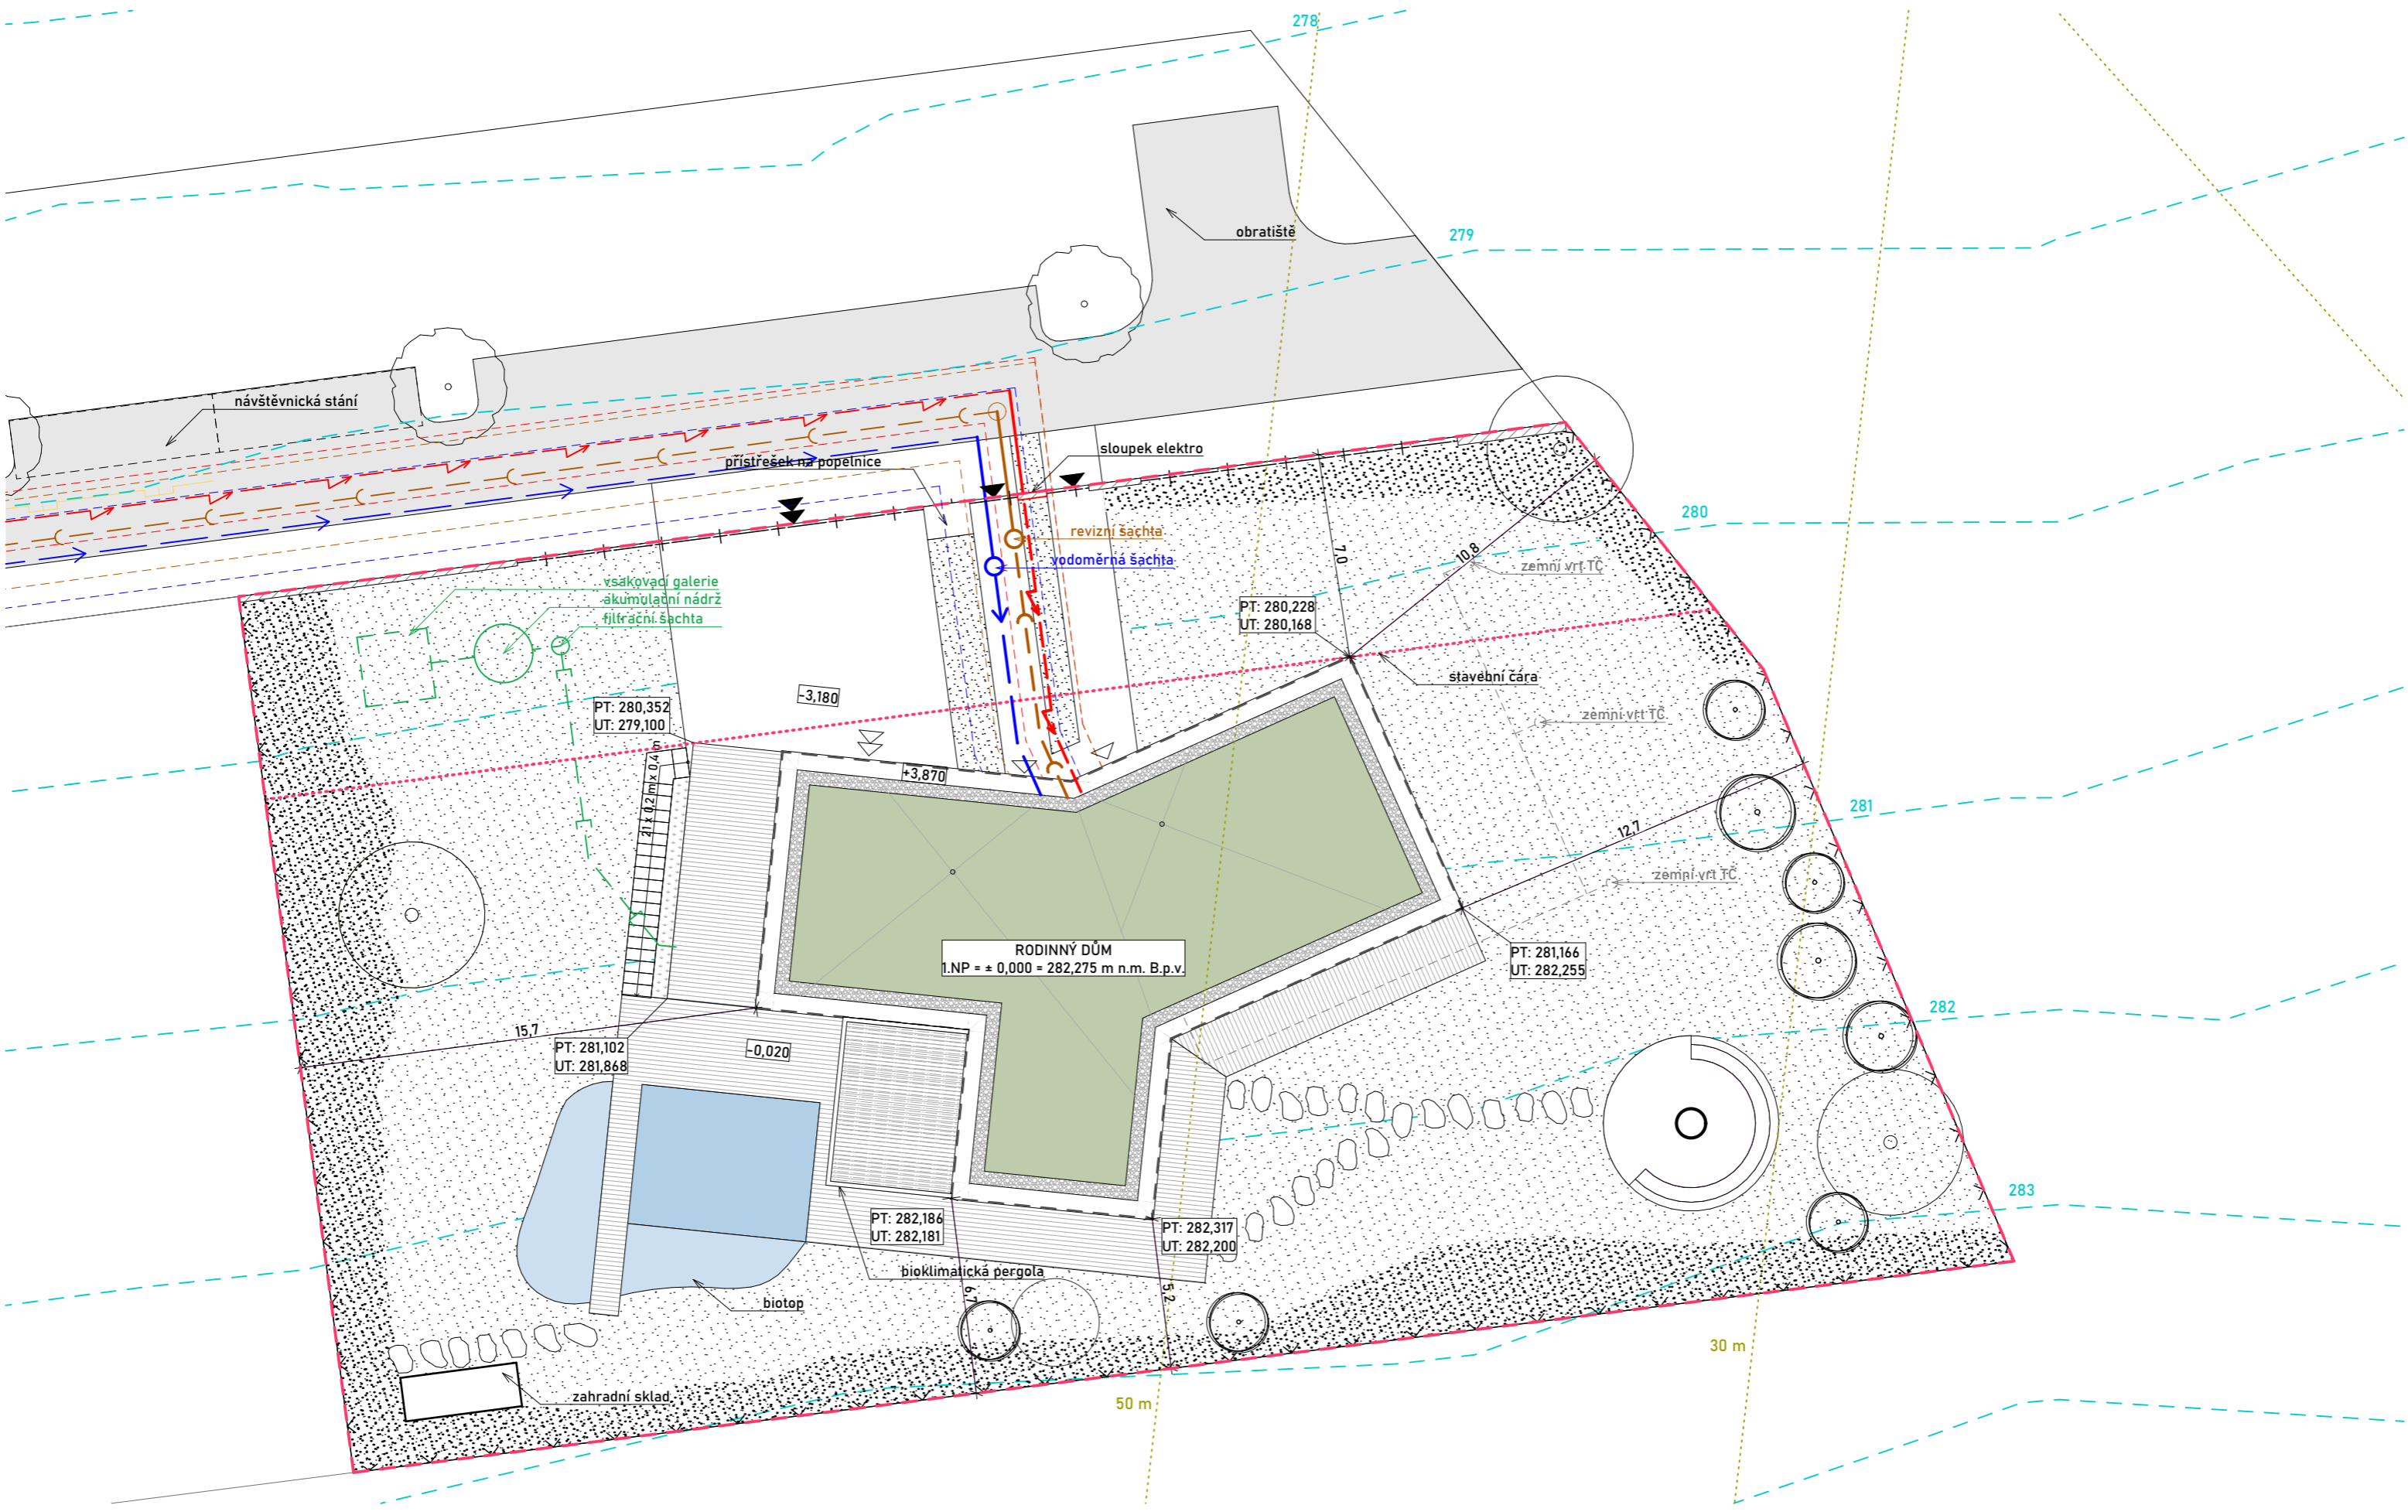 278
obratiště
279
návštěvnická stání
sloupek elektro
přístřešek na popelnice
280
revizní šachta
vodoměrná šachta
7,0
10,8
zemní vrt TČ
vsakovací galerie
akumulační nádrž
filtrační šachta
PT: 280,228
UT: 280,168
stavební čára
-3,180
PT: 280,352
UT: 279,100
zemní vrt TČ
+3,870
21 x 0,2 m x 0,4 m
281
12,7
zemní vrt TČ
RODINNÝ DŮM
1.NP = ± 0,000 = 282,275 m n.m. B.p.v.
PT: 281,166
UT: 282,255
282
15,7
-0,020
PT: 281,102
UT: 281,868
283
PT: 282,186
UT: 282,181
PT: 282,317
UT: 282,200
bioklimatická pergola
6,7
5,2
biotop
30 m
zahradní sklad
50 m